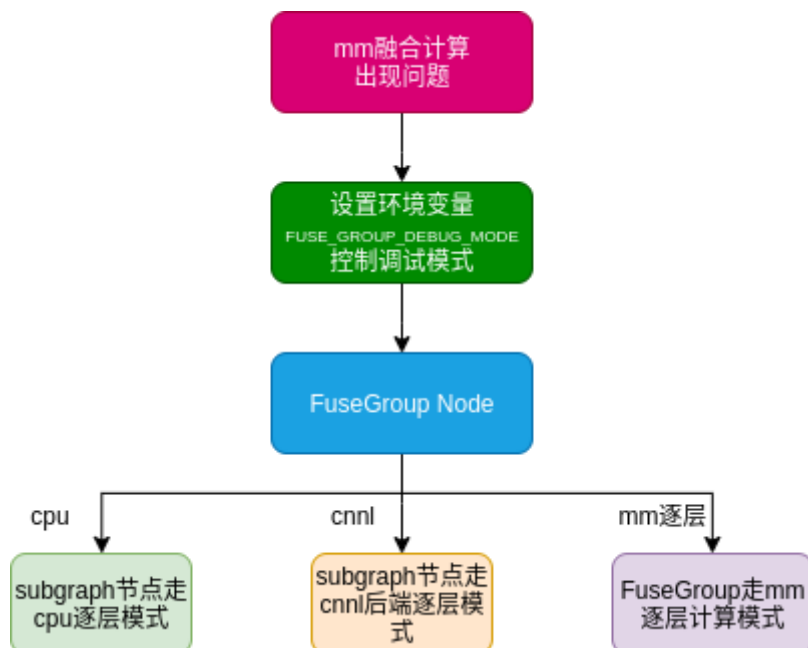 mm融合计算
出现问题
设置环境变量
FUSE_GROUP_DEBUG_MODE
控制调试模式
FuseGroup Node
cpu
cnnl
mm逐层
subgraph节点走
cpu逐层模式
subgraph节点走
cnnl后端逐层模
式
FuseGroup走mm
逐层计算模式